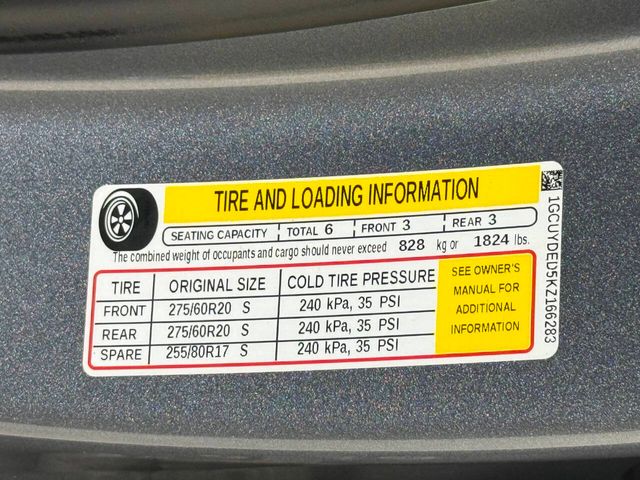 TIRE AND LOADING INFORMATION
SEATING CAPACITY TOTAL 6 FRONT 3 REAR 3
The combined weight of occupants and cargo should never exceed 828 kg or 1824 lbs.
TIRE ORIGINAL SIZE COLD TIRE PRESSURE
FRONT 275/60R20 S 240 kPa, 35 PSI
REAR 275/60R20 S 240 kPa, 35 PSI
SPARE 255/80R17 S 240 kPa, 35 PSI
SEE OWNER'S
MANUAL FOR
ADDITIONAL
INFORMATION
1GCUYDED5KZ166283